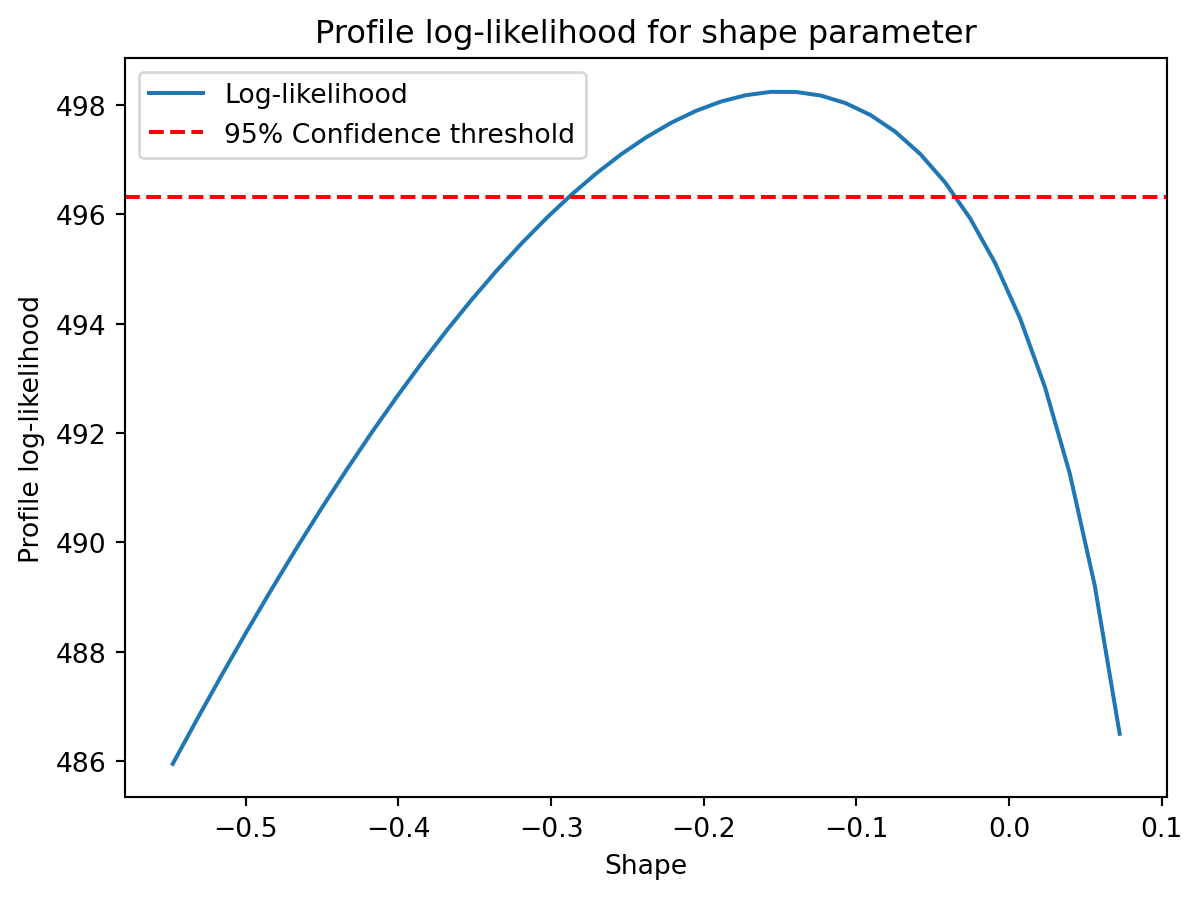 Profile log-likelihood for shape parameter
Log-likelihood
95% Confidence threshold
Profile log-likelihood
498
496
494
492
490
488
486
−0.5
−0.4
−0.3
−0.2
−0.1
0.0
0.1
Shape